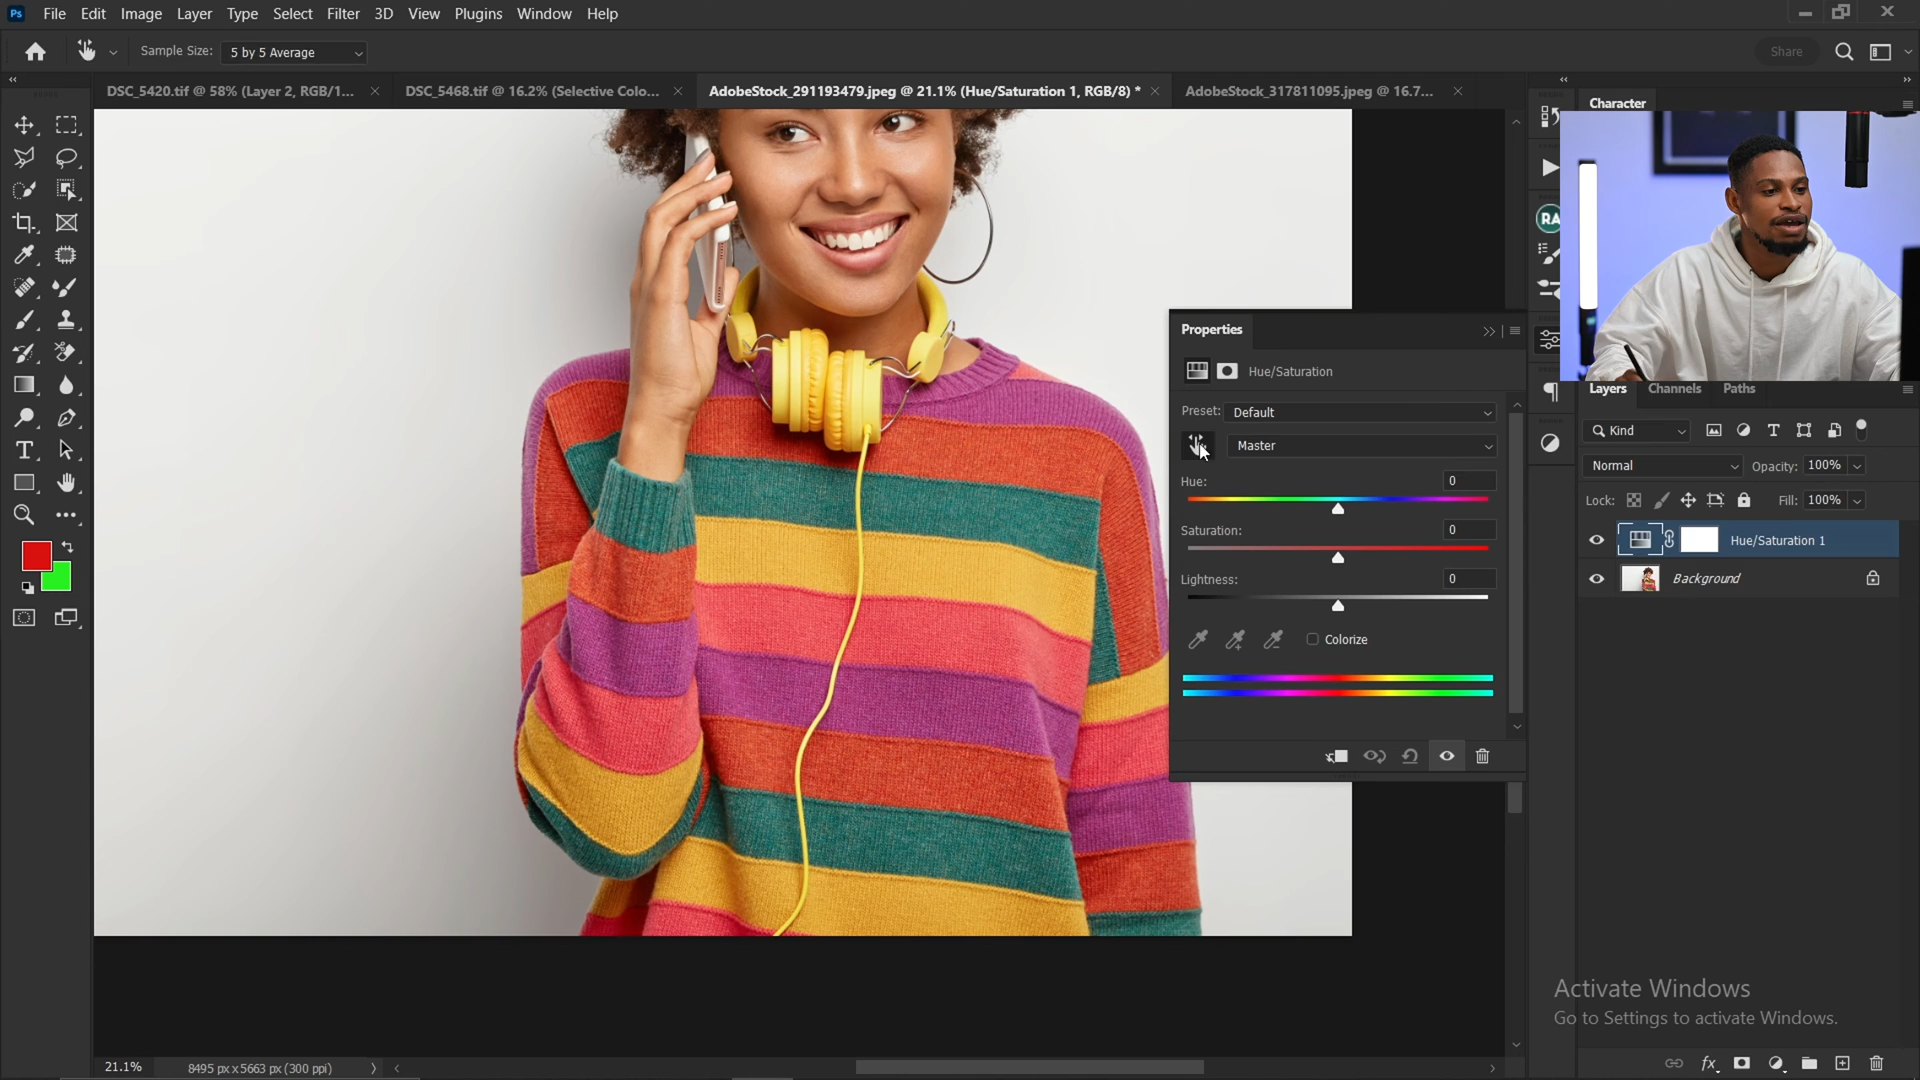 Ps File Edit Image Layer Type Select Filter 3D View Plugins Window Help
Sample Size: 5 by 5 Average Share
DSC_5420.tif @ 58% (Layer 2, RGB/1... DSC_5468.tif @ 16.2% (Selective Colo... AdobeStock_291193479.jpeg @ 21.1% (Hue/Saturation 1, RGB/8) * AdobeStock_317811095.jpeg @ 16.7...
Character
RA
Properties
Hue/Saturation
Preset: Default
Master
Hue: 0
Saturation: 0
Lightness: 0
Colorize
Layers Channels Paths
Kind
Normal Opacity: 100%
Lock: Fill: 100%
Hue/Saturation 1
Background
Activate Windows
Go to Settings to activate Windows.
21.1% 8495 px x 5663 px (300 ppi)
fx